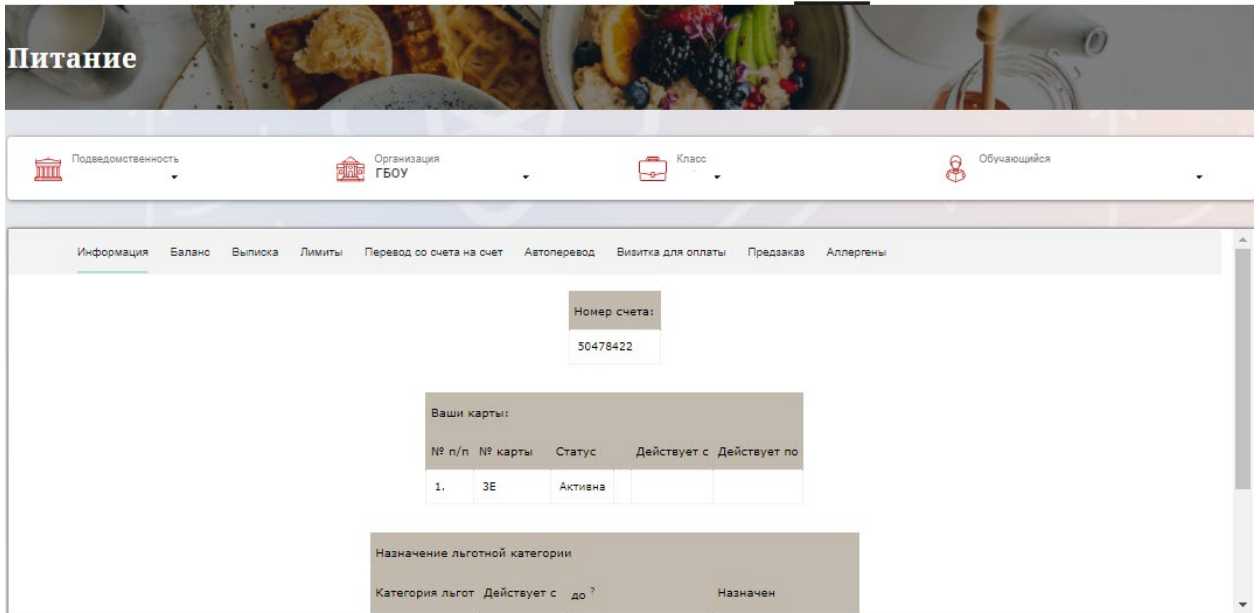 Питание
Подведомственность Организация Класс Обучающийся
ГБОУ
Информация Баланс Выписка Лимиты Перевод со счета на счет Автоперевод Визитка для оплаты Предзаказ Аллергены
Номер счета:
50478422
Ваши карты:
№ п/п № карты Статус Действует с Действует по
1. 3E Активна
Назначение льготной категории
Категория льгот Действует с до ? Назначен